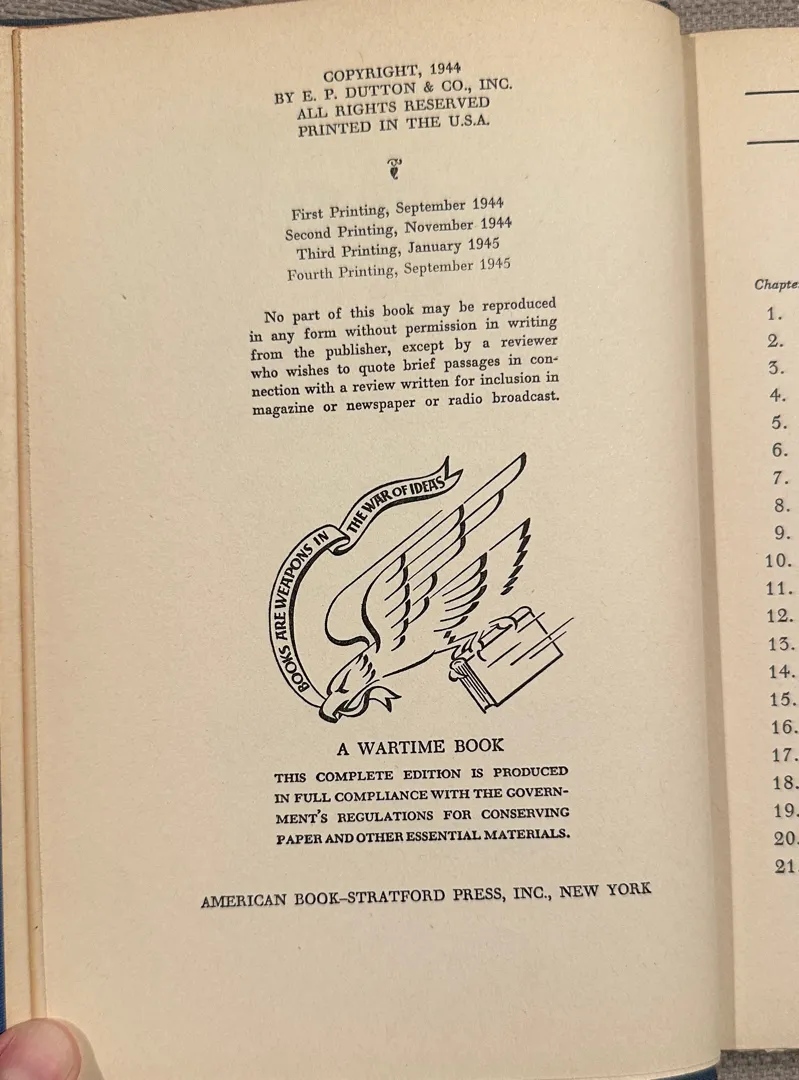 COPYRIGHT, 1944
BY E. P. DUTTON & CO., INC.
ALL RIGHTS RESERVED
PRINTED IN THE U.S.A.
First Printing, September 1944
Second Printing, November 1944
Third Printing, January 1945
Fourth Printing, September 1945
No part of this book may be reproduced
in any form without permission in writing
from the publisher, except by a reviewer
who wishes to quote brief passages in con-
nection with a review written for inclusion in
magazine or newspaper or radio broadcast.
BOOKS ARE WEAPONS IN THE WAR OF IDEAS
A WARTIME BOOK
THIS COMPLETE EDITION IS PRODUCED
IN FULL COMPLIANCE WITH THE GOVERN-
MENT'S REGULATIONS FOR CONSERVING
PAPER AND OTHER ESSENTIAL MATERIALS.
AMERICAN BOOK–STRATFORD PRESS, INC., NEW YORK
Chapte
1.
2.
3.
4.
5.
6.
7.
8.
9.
10.
11.
12.
13.
14.
15.
16.
17.
18.
19.
20.
21